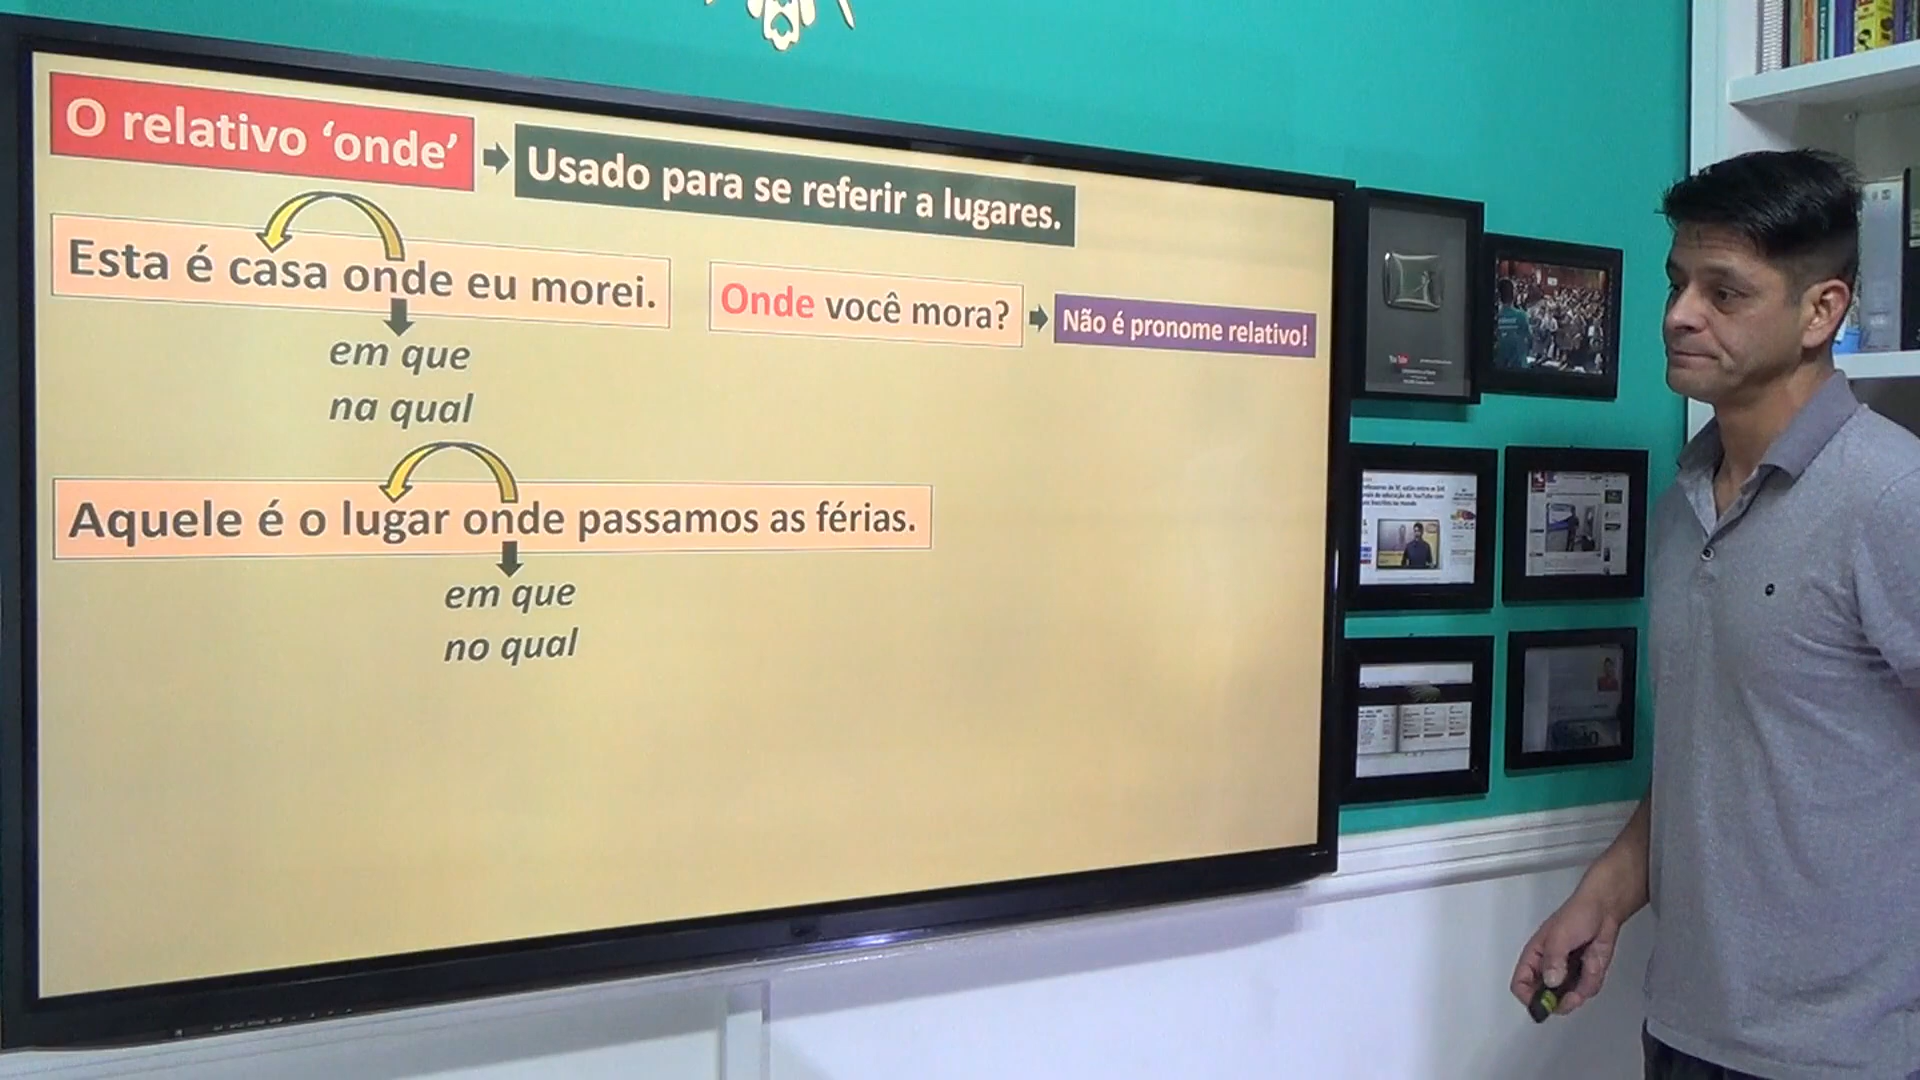 O relativo ‘onde’
Usado para se referir a lugares.
Esta é casa onde eu morei.
Onde você mora?
Não é pronome relativo!
em que
na qual
Aquele é o lugar onde passamos as férias.
em que
no qual
YouTube